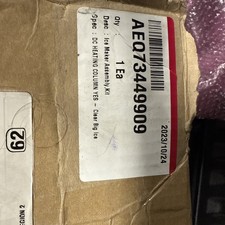 AEQ73449909
2023/10/24
Qty : 1 Ea
Desc : Ice Maker Assembly,Kit
Spec : DC HEATING COLUMN YES - Clear Big Ice
62